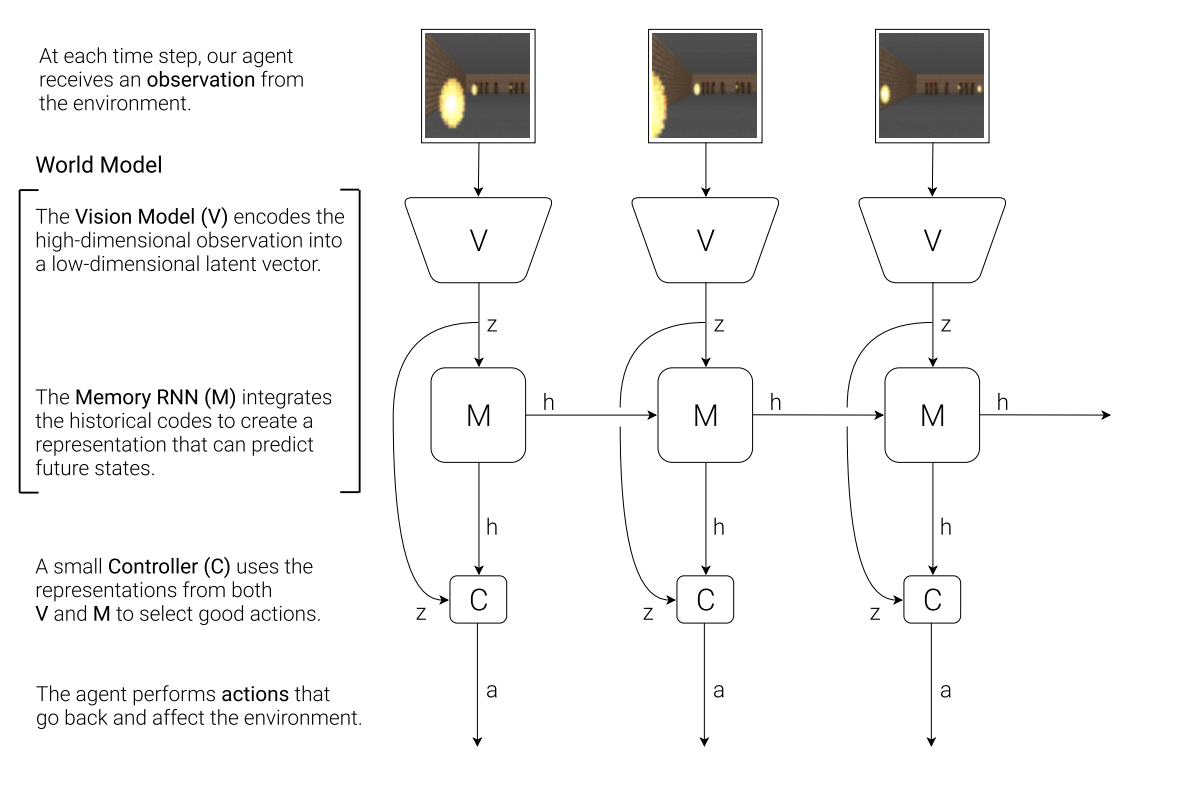 At each time step, our agent
receives an observation from
the environment.
World Model
The Vision Model (V) encodes the
high-dimensional observation into
a low-dimensional latent vector.
The Memory RNN (M) integrates
the historical codes to create a
representation that can predict
future states.
A small Controller (C) uses the
representations from both
V and M to select good actions.
The agent performs actions that
go back and affect the environment.
V
V
V
z
z
z
M
h
M
h
M
h
h
h
h
C
C
C
z
z
z
a
a
a